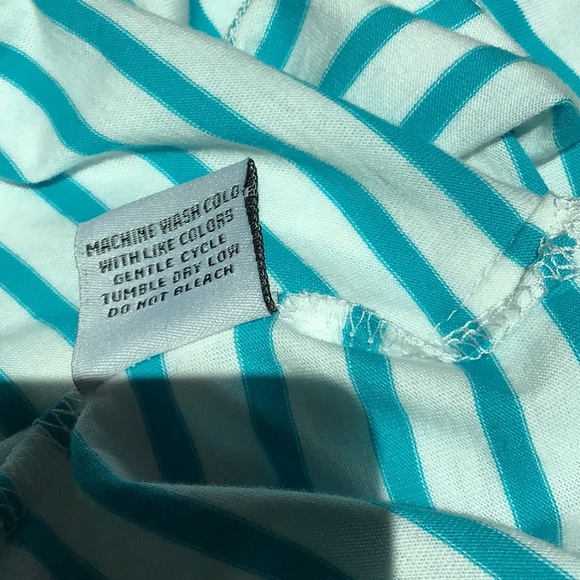 MACHINE WASH COLD
WITH LIKE COLORS
GENTLE CYCLE
TUMBLE DRY LOW
DO NOT BLEACH